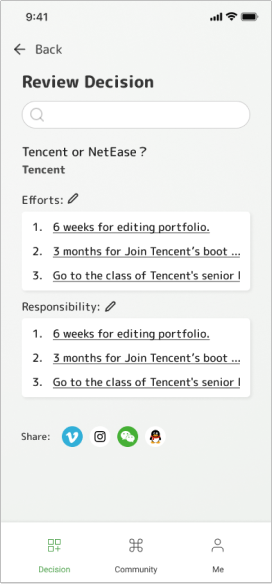 9:41
Back
Review Decision
Tencent or NetEase？
Tencent
Efforts:
1. 6 weeks for editing portfolio.
2. 3 months for Join Tencent’s boot ...
3. Go to the class of Tencent's senior l
Responsibility:
1. 6 weeks for editing portfolio.
2. 3 months for Join Tencent’s boot ...
3. Go to the class of Tencent's senior l
Share:
Decision Community Me